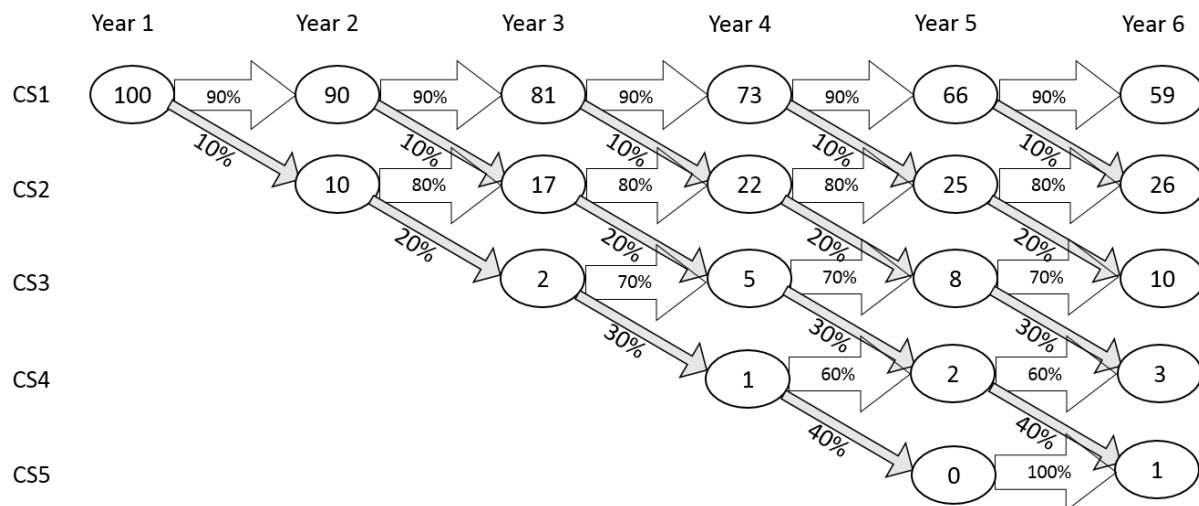 Year 1 Year 2 Year 3 Year 4 Year 5 Year 6
CS1 100 90% 90 90% 81 90% 73 90% 66 90% 59
10% 10% 10% 10% 10%
CS2 10 80% 17 80% 22 80% 25 80% 26
20% 20% 20% 20%
CS3 2 70% 5 70% 8 70% 10
30% 30% 30%
CS4 1 60% 2 60% 3
40% 40%
CS5 0 100% 1